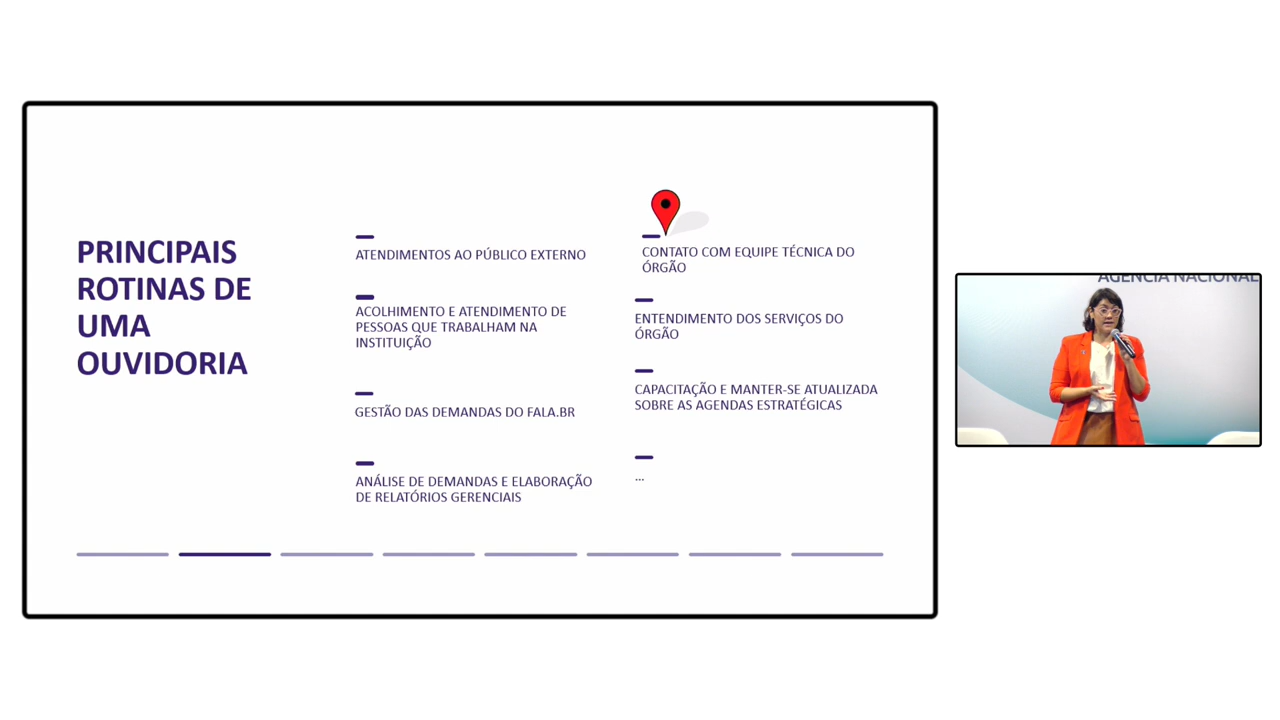 PRINCIPAIS
ROTINAS DE
UMA
OUVIDORIA
ATENDIMENTOS AO PÚBLICO EXTERNO
ACOLHIMENTO E ATENDIMENTO DE
PESSOAS QUE TRABALHAM NA
INSTITUIÇÃO
GESTÃO DAS DEMANDAS DO FALA.BR
ANÁLISE DE DEMANDAS E ELABORAÇÃO
DE RELATÓRIOS GERENCIAIS
CONTATO COM EQUIPE TÉCNICA DO
ÓRGÃO
ENTENDIMENTO DOS SERVIÇOS DO
ÓRGÃO
CAPACITAÇÃO E MANTER-SE ATUALIZADA
SOBRE AS AGENDAS ESTRATÉGICAS
...
AGÊNCIA NACIONAL